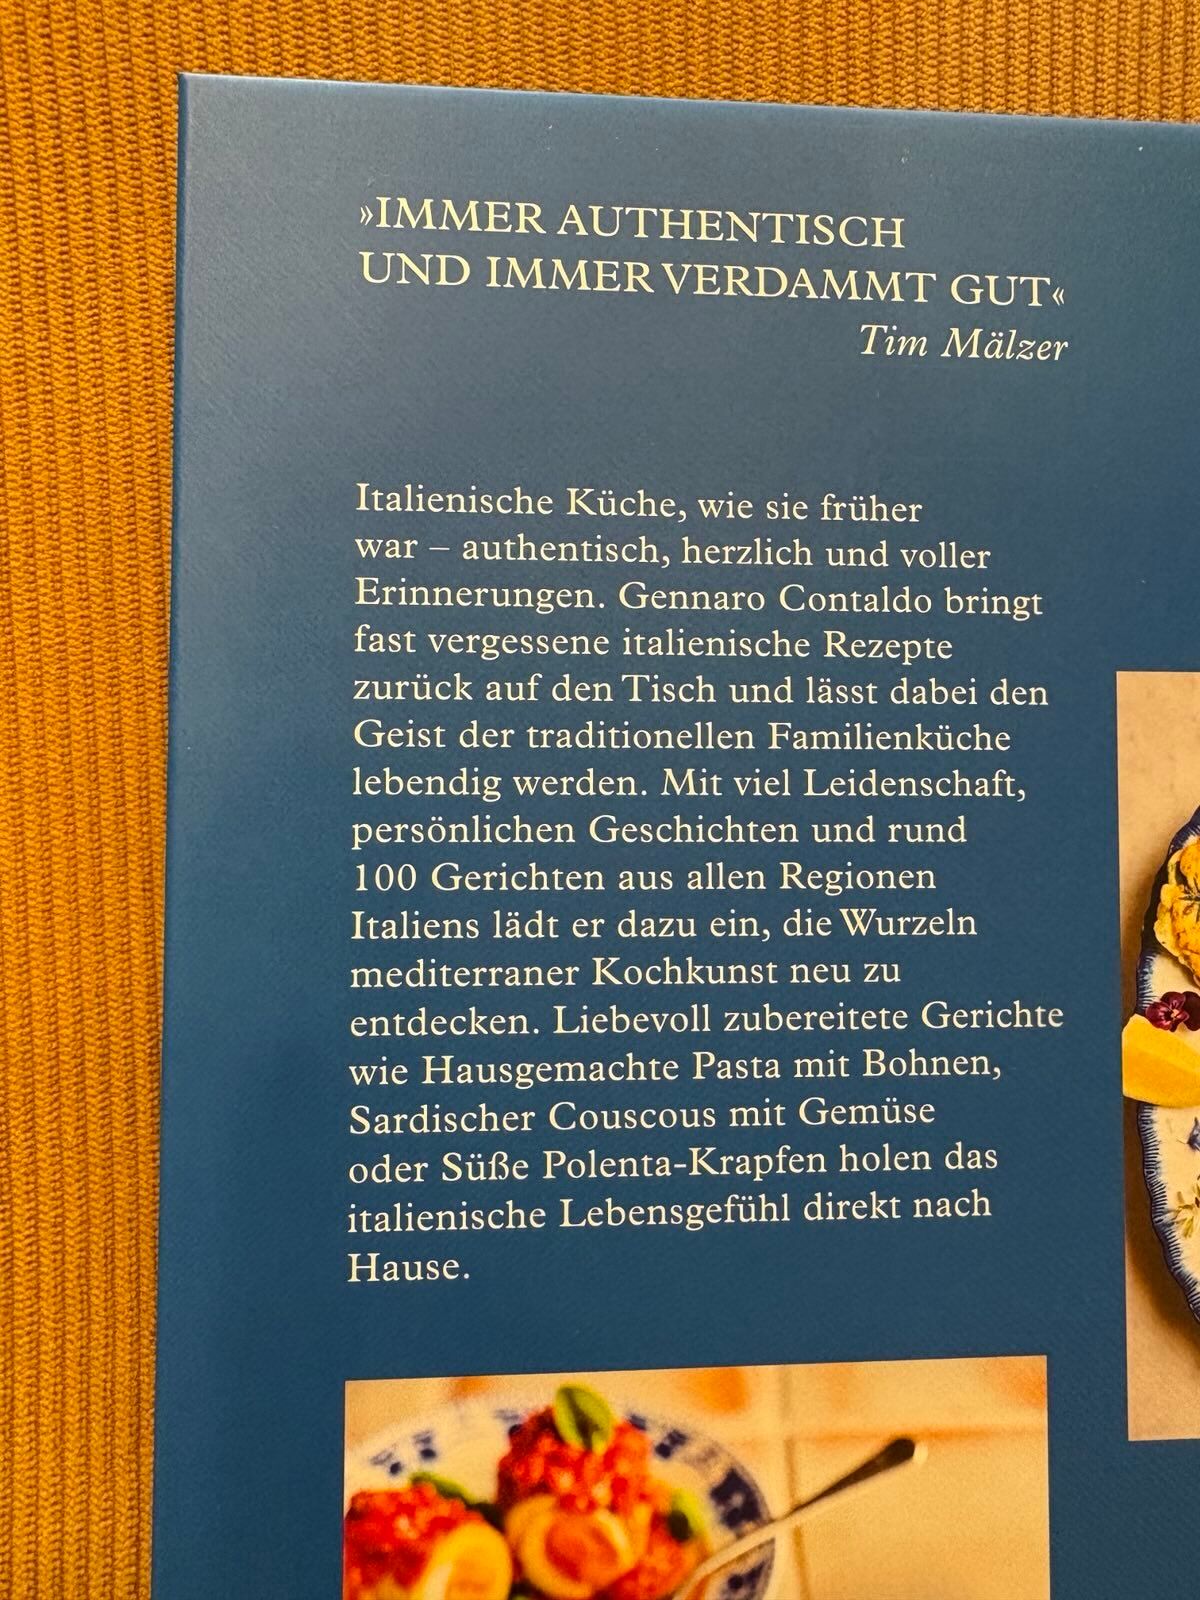 »IMMER AUTHENTISCH
UND IMMER VERDAMMT GUT«
Tim Mälzer
Italienische Küche, wie sie früher
war – authentisch, herzlich und voller
Erinnerungen. Gennaro Contaldo bringt
fast vergessene italienische Rezepte
zurück auf den Tisch und lässt dabei den
Geist der traditionellen Familienküche
lebendig werden. Mit viel Leidenschaft,
persönlichen Geschichten und rund
100 Gerichten aus allen Regionen
Italiens lädt er dazu ein, die Wurzeln
mediterraner Kochkunst neu zu
entdecken. Liebevoll zubereitete Gerichte
wie Hausgemachte Pasta mit Bohnen,
Sardischer Couscous mit Gemüse
oder Süße Polenta-Krapfen holen das
italienische Lebensgefühl direkt nach
Hause.